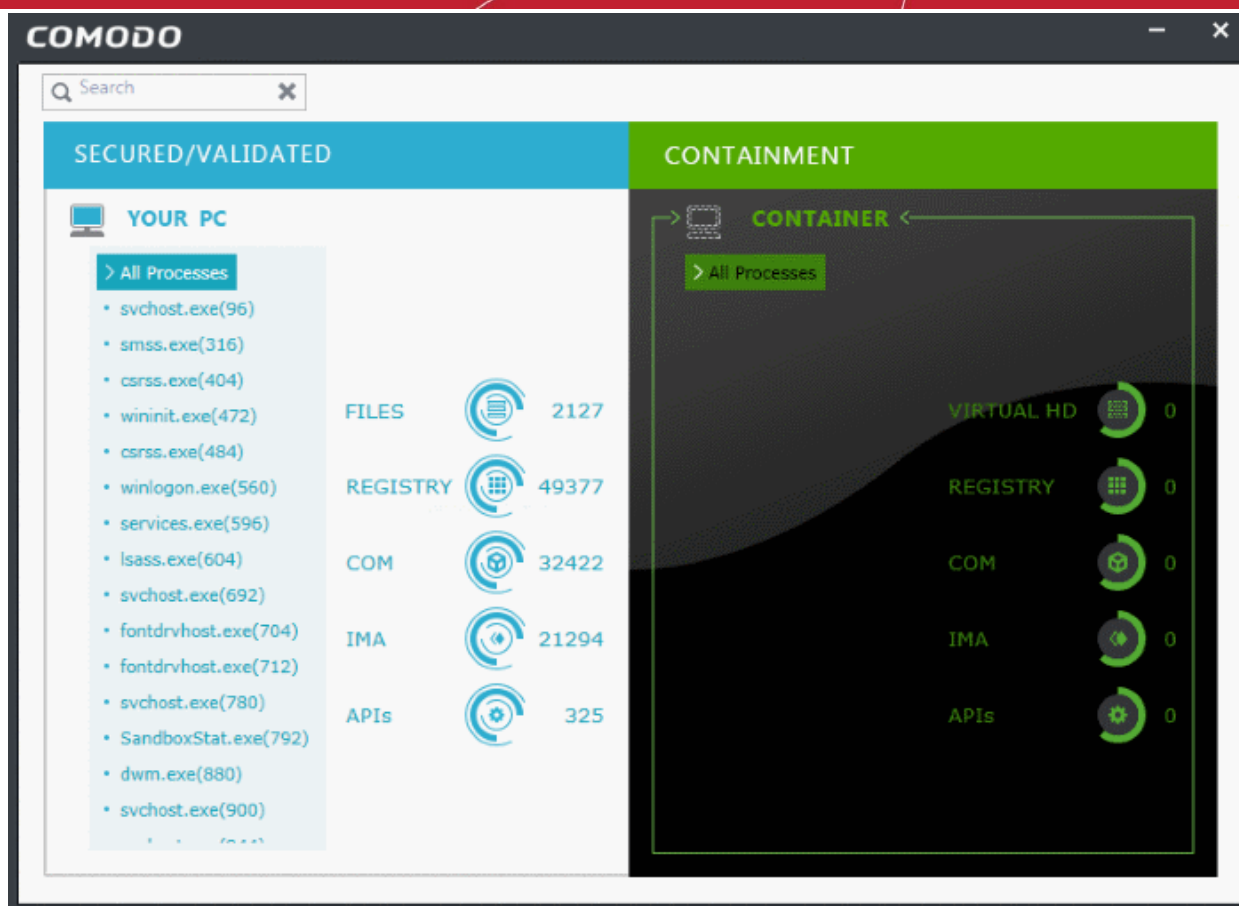 COMODO
Search
SECURED/VALIDATED
YOUR PC
> All Processes
• svchost.exe(96)
• smss.exe(316)
• csrss.exe(404)
• wininit.exe(472)
• csrss.exe(484)
• winlogon.exe(560)
• services.exe(596)
• lsass.exe(604)
• svchost.exe(692)
• fontdrvhost.exe(704)
• fontdrvhost.exe(712)
• svchost.exe(780)
• SandboxStat.exe(792)
• dwm.exe(880)
• svchost.exe(900)
FILES 2127
REGISTRY 49377
COM 32422
IMA 21294
APIs 325
CONTAINMENT
CONTAINER
> All Processes
VIRTUAL HD 0
REGISTRY 0
COM 0
IMA 0
APIs 0